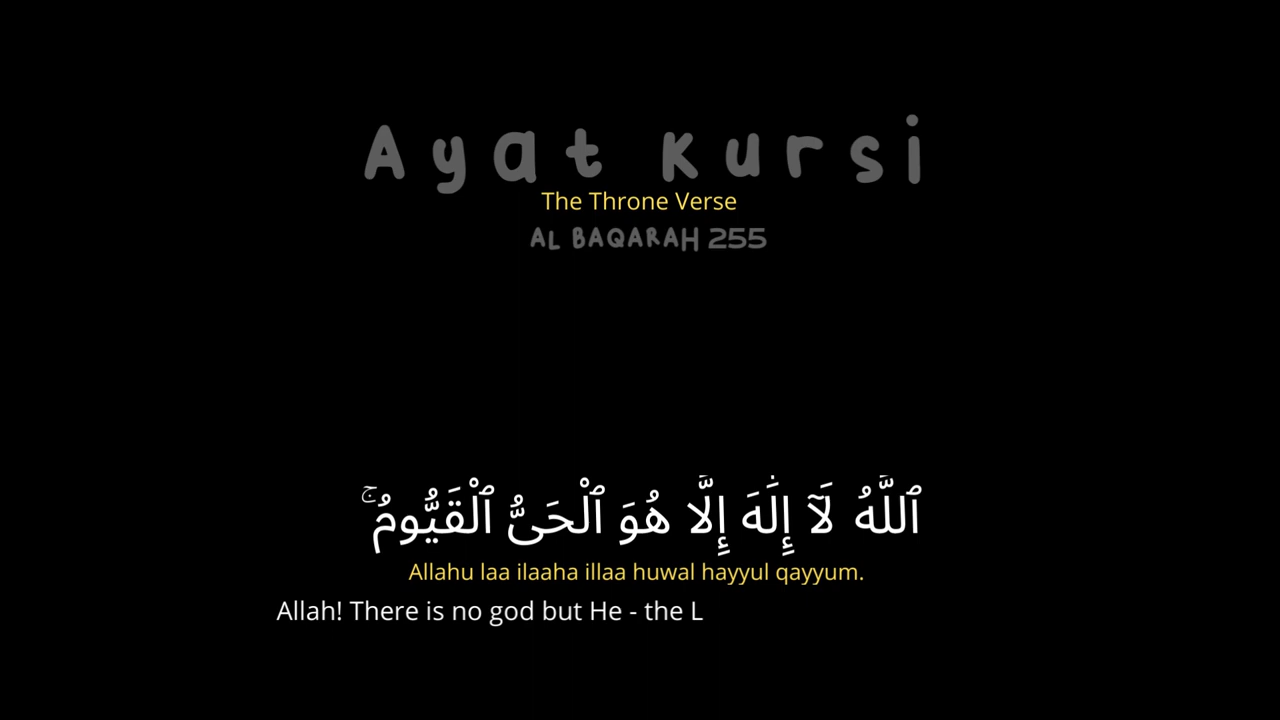 Ayat Kursi
The Throne Verse
AL BAQARAH 255
ٱللَّهُ لَآ إِلَٰهَ إِلَّا هُوَ ٱلْحَىُّ ٱلْقَيُّومُ ۚ
Allahu laa ilaaha illaa huwal hayyul qayyum.
Allah! There is no god but He - the L